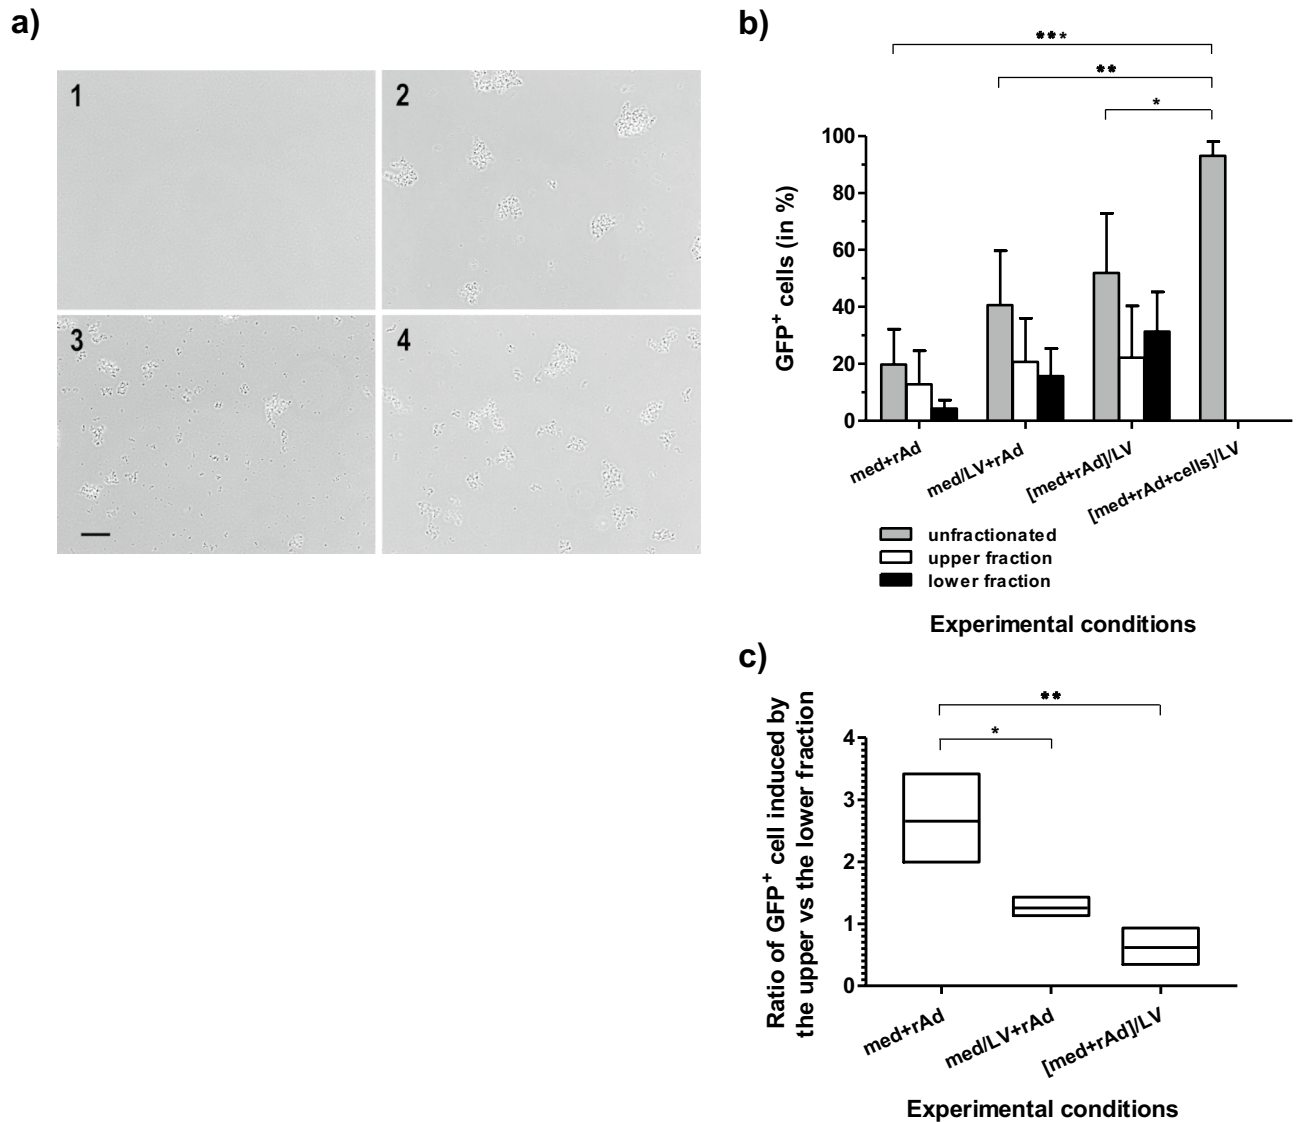 a)
1
2
3
4
b)
***
**
*
GFP+ cells (in %)
100
80
60
40
20
0
med+rAd
med/LV+rAd
[med+rAd]/LV
[med+rAd+cells]/LV
unfractionated
upper fraction
lower fraction
Experimental conditions
c)
**
*
Ratio of GFP+ cell induced by
the upper vs the lower fraction
4
3
2
1
0
med+rAd
med/LV+rAd
[med+rAd]/LV
Experimental conditions